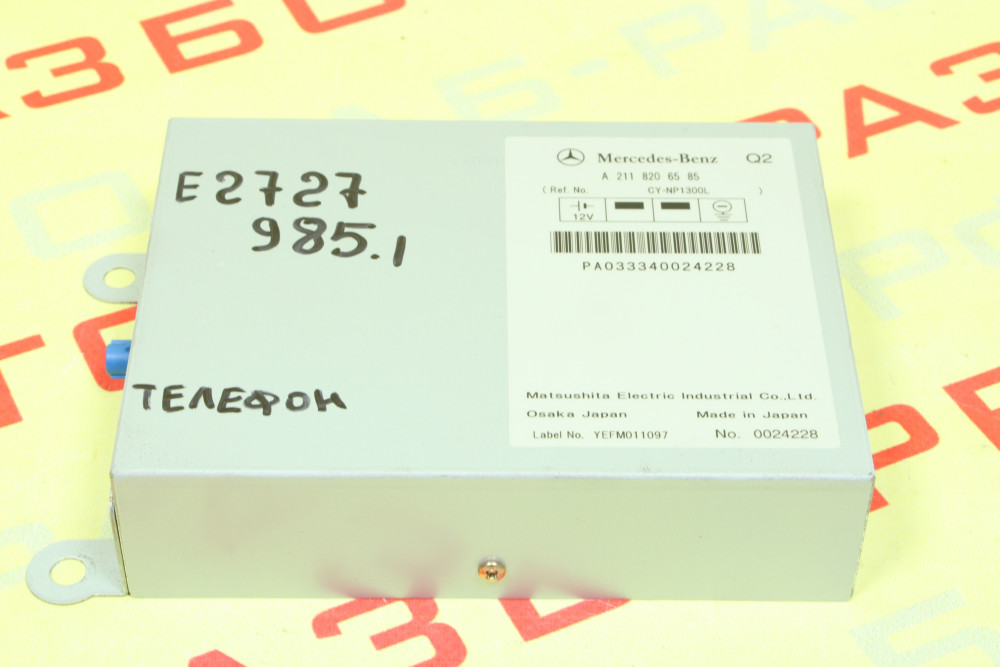 E2727
985.1
ТЕЛЕФОН
Mercedes-Benz Q2
A 211 820 65 85
( Ref. No. CY-NP1300L )
12V
PA033340024228
Matsushita Electric Industrial Co.,Ltd.
Osaka Japan Made in Japan
Label No. YEFM011097 No. 0024228